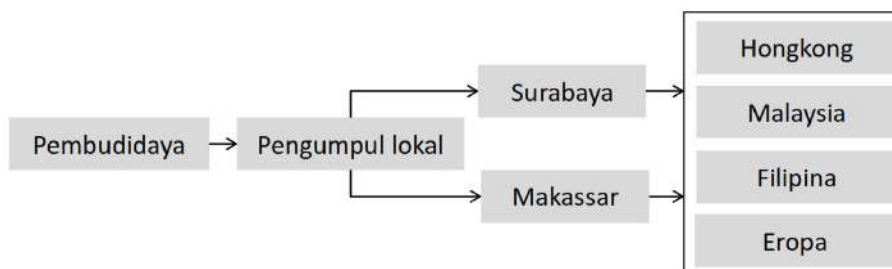 Pembudidaya
Pengumpul lokal
Surabaya
Makassar
Hongkong
Malaysia
Filipina
Eropa